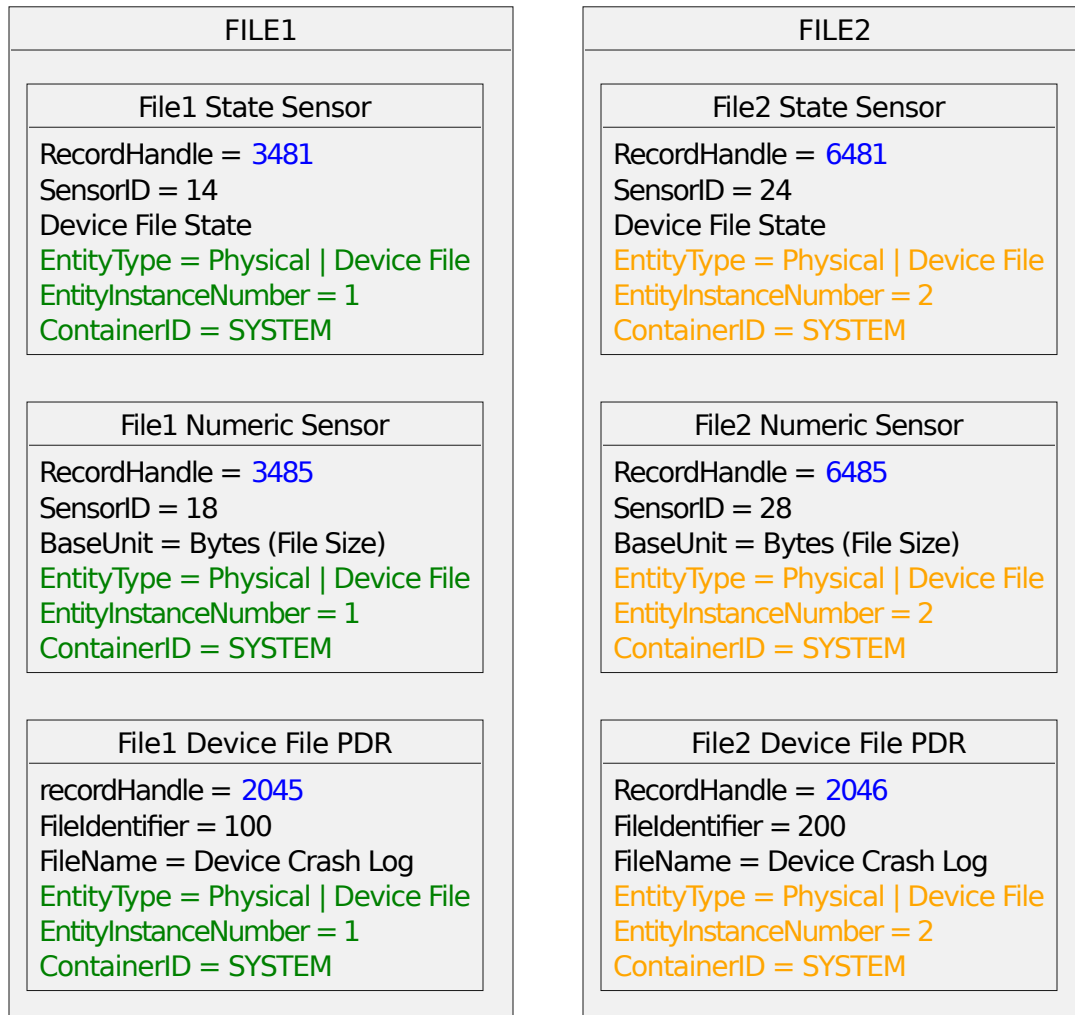 FILE1
File1 State Sensor
RecordHandle = 3481
SensorID = 14
Device File State
EntityType = Physical | Device File
EntityInstanceNumber = 1
ContainerID = SYSTEM
File1 Numeric Sensor
RecordHandle = 3485
SensorID = 18
BaseUnit = Bytes (File Size)
EntityType = Physical | Device File
EntityInstanceNumber = 1
ContainerID = SYSTEM
File1 Device File PDR
recordHandle = 2045
FileIdentifier = 100
FileName = Device Crash Log
EntityType = Physical | Device File
EntityInstanceNumber = 1
ContainerID = SYSTEM
FILE2
File2 State Sensor
RecordHandle = 6481
SensorID = 24
Device File State
EntityType = Physical | Device File
EntityInstanceNumber = 2
ContainerID = SYSTEM
File2 Numeric Sensor
RecordHandle = 6485
SensorID = 28
BaseUnit = Bytes (File Size)
EntityType = Physical | Device File
EntityInstanceNumber = 2
ContainerID = SYSTEM
File2 Device File PDR
RecordHandle = 2046
FileIdentifier = 200
FileName = Device Crash Log
EntityType = Physical | Device File
EntityInstanceNumber = 2
ContainerID = SYSTEM